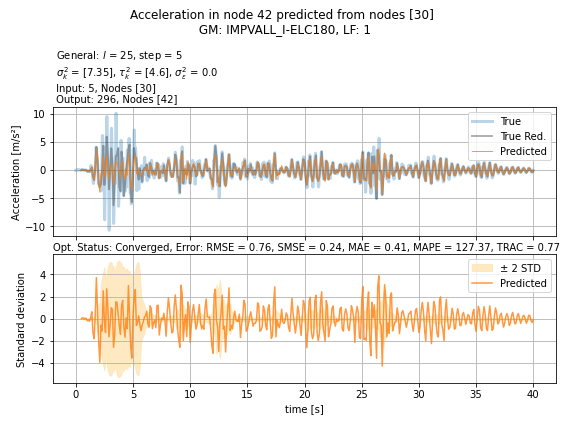 Acceleration in node 42 predicted from nodes [30]
GM: IMPVALL_I-ELC180, LF: 1
General: l = 25, step = 5
σ²ₖ = [7.35], τ²ₖ = [4.6], σ²ε = 0.0
Input: 5, Nodes [30]
Output: 296, Nodes [42]
Acceleration [m/s²]
10
5
0
−5
−10
True
True Red.
Predicted
Opt. Status: Converged, Error: RMSE = 0.76, SMSE = 0.24, MAE = 0.41, MAPE = 127.37, TRAC = 0.77
Standard deviation
4
2
0
−2
−4
± 2 STD
Predicted
0 5 10 15 20 25 30 35 40
time [s]